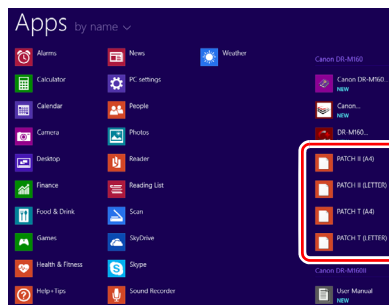 Apps by name
Alarms
Calculator
Calendar
Camera
Desktop
Finance
Food & Drink
Games
Health & Fitness
Help+Tips
News
PC settings
People
Photos
Reader
Reading List
Scan
SkyDrive
Skype
Sound Recorder
Weather
Canon DR-M160
Canon DR-M160...
NEW
Canon...
NEW
DR-M160...
PATCH II (A4)
PATCH II (LETTER)
PATCH T (A4)
PATCH T (LETTER)
Canon DR-M160II
User Manual
NEW